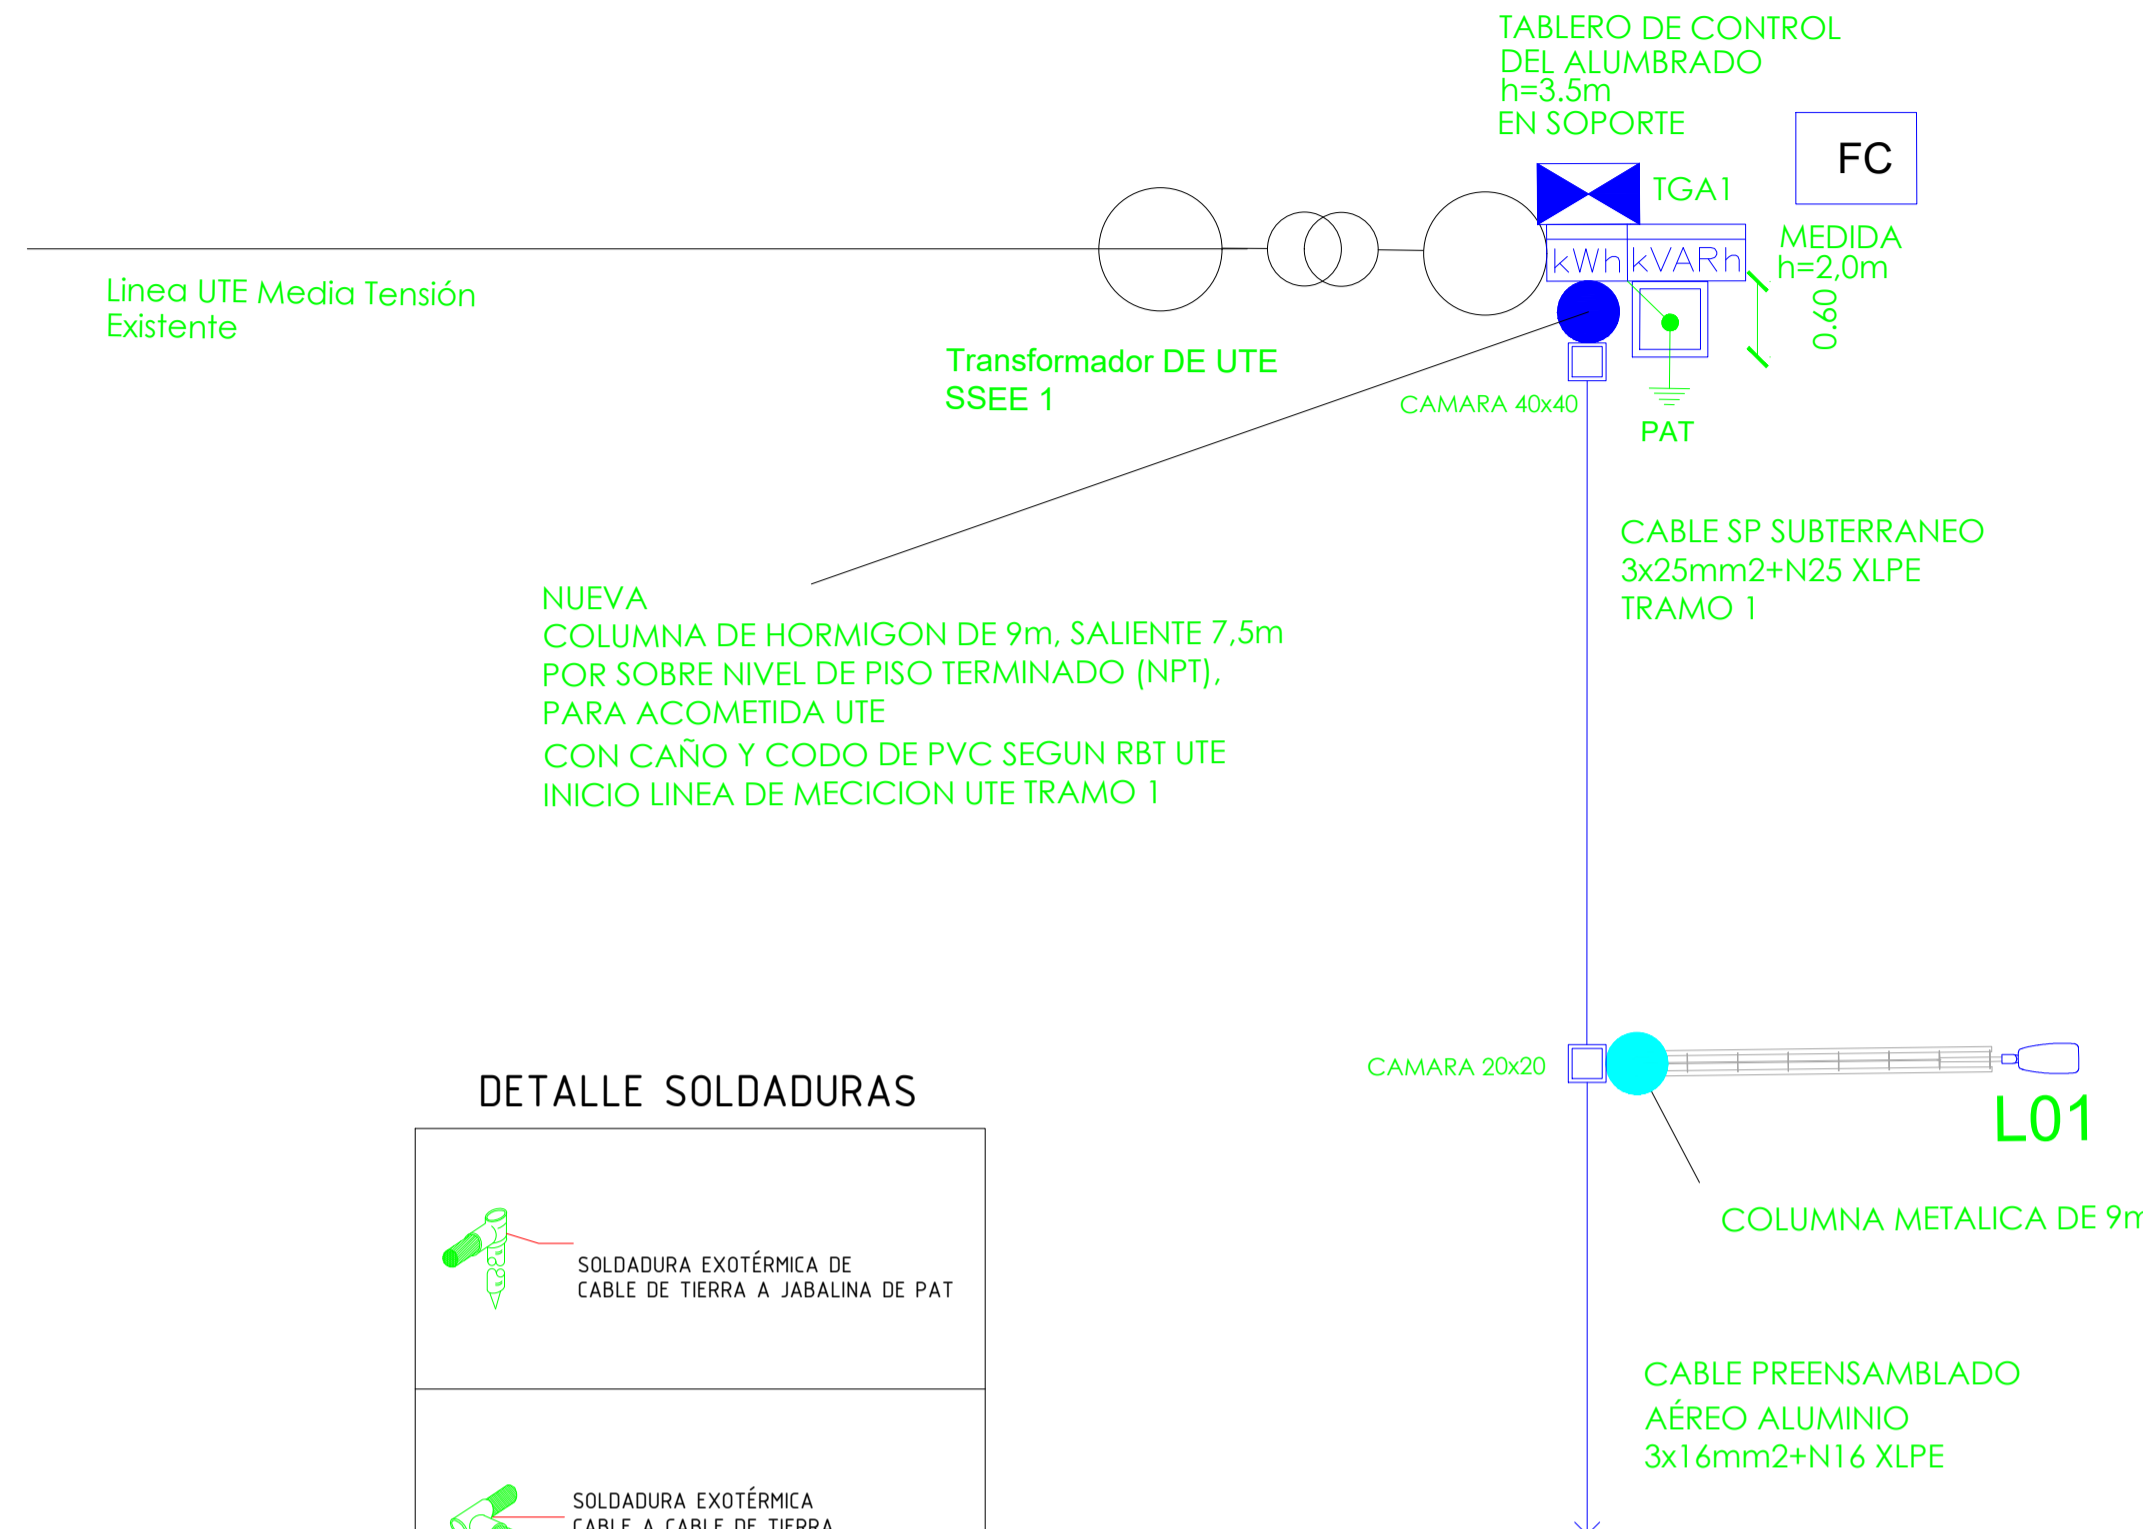 TABLERO DE CONTROL
DEL ALUMBRADO
h=3.5m
EN SOPORTE
FC
TGA1
kWh
kVARh
MEDIDA
h=2,0m
0.60
Linea UTE Media Tensión
Existente
Transformador DE UTE
SSEE 1
CAMARA 40x40
PAT
CABLE SP SUBTERRANEO
3x25mm2+N25 XLPE
TRAMO 1
NUEVA
COLUMNA DE HORMIGON DE 9m, SALIENTE 7,5m
POR SOBRE NIVEL DE PISO TERMINADO (NPT),
PARA ACOMETIDA UTE
CON CAÑO Y CODO DE PVC SEGUN RBT UTE
INICIO LINEA DE MECICION UTE TRAMO 1
CAMARA 20x20
L01
COLUMNA METALICA DE 9m
DETALLE SOLDADURAS
SOLDADURA EXOTÉRMICA DE
CABLE DE TIERRA A JABALINA DE PAT
CABLE PREENSAMBLADO
AÉREO ALUMINIO
3x16mm2+N16 XLPE
SOLDADURA EXOTÉRMICA
CABLE A CABLE DE TIERRA